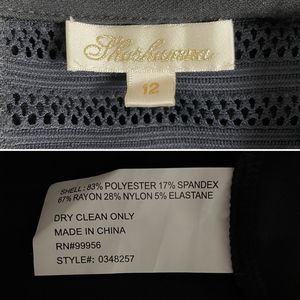 12
SHELL: 83% POLYESTER 17% SPANDEX
67% RAYON 28% NYLON 5% ELASTANE
DRY CLEAN ONLY
MADE IN CHINA
RN#99956
STYLE#: 0348257